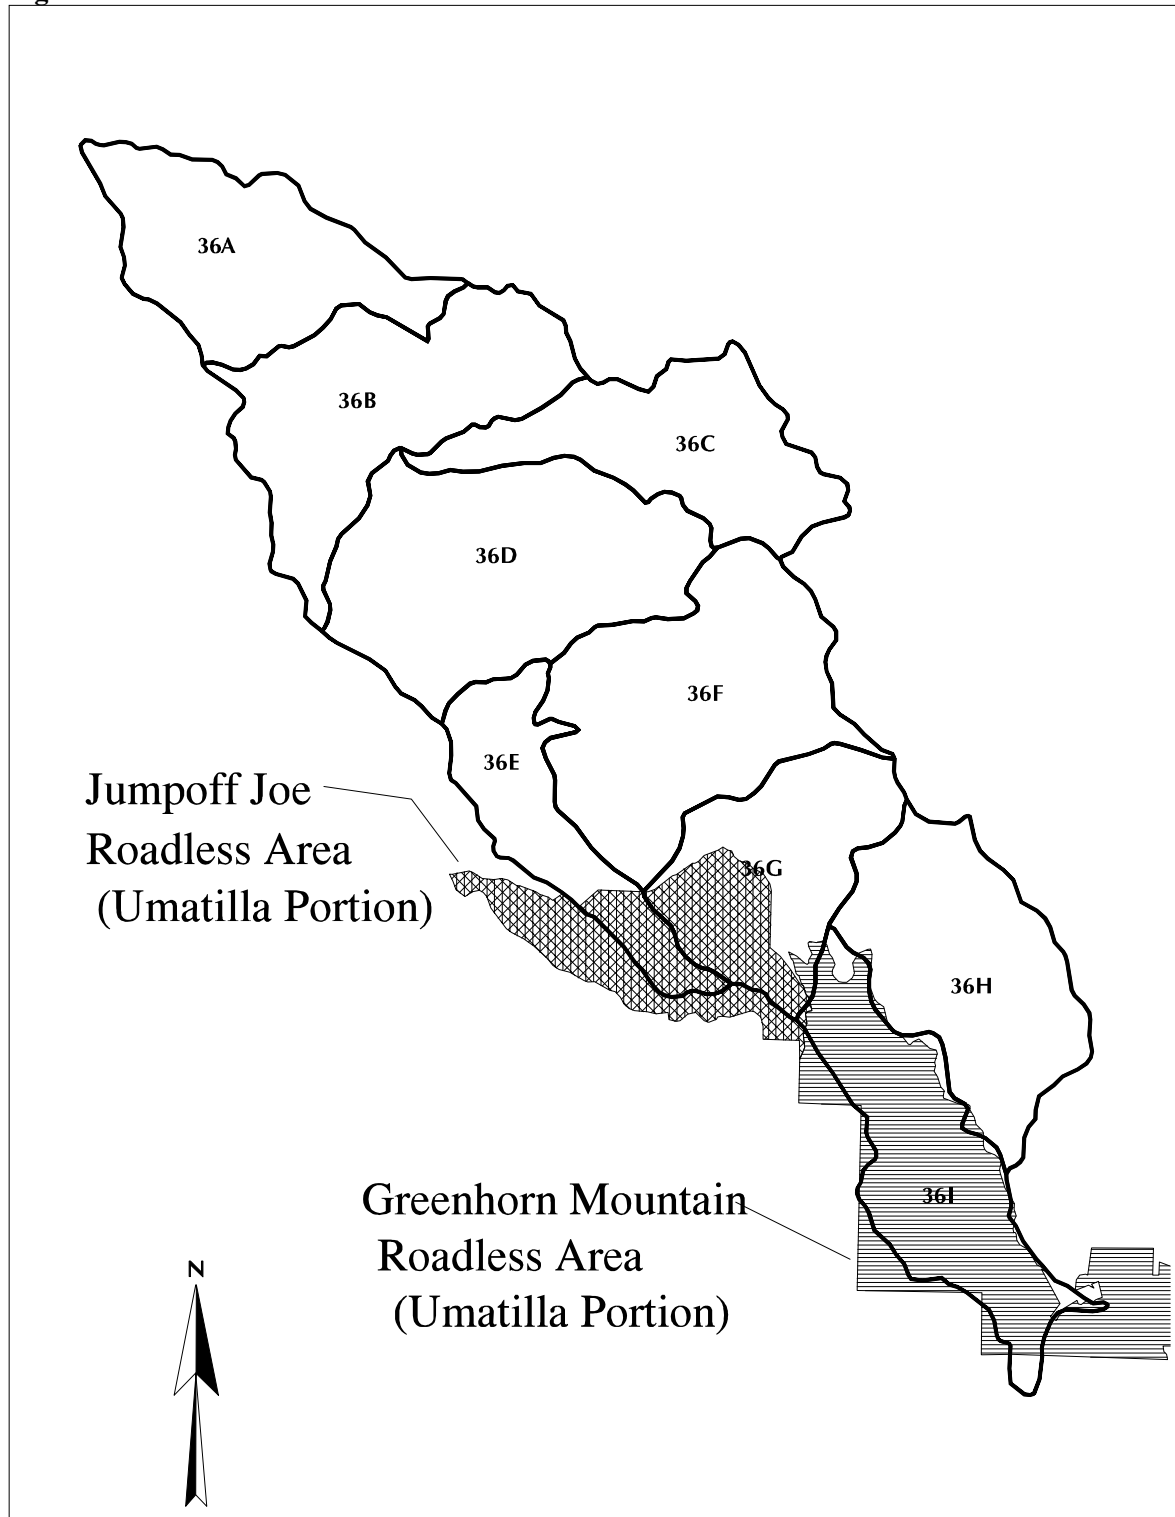 36A
36B
36C
36D
36F
36E
Jumpoff Joe
Roadless Area
(Umatilla Portion)
36G
36H
36I
Greenhorn Mountain
Roadless Area
(Umatilla Portion)
N